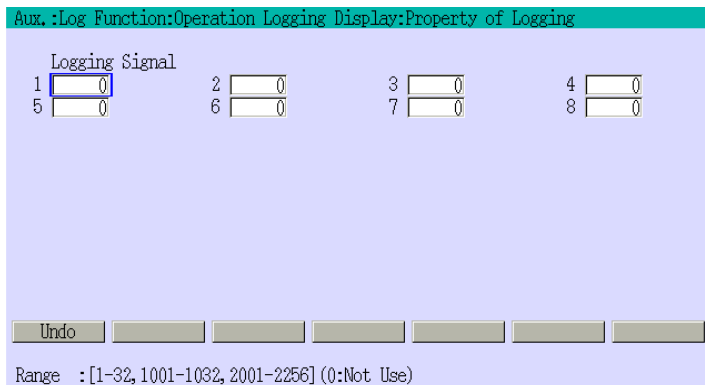 Aux.:Log Function:Operation Logging Display:Property of Logging
Logging Signal
1 0 2 0 3 0 4 0
5 0 6 0 7 0 8 0
Undo
Range :[1-32,1001-1032,2001-2256](0:Not Use)